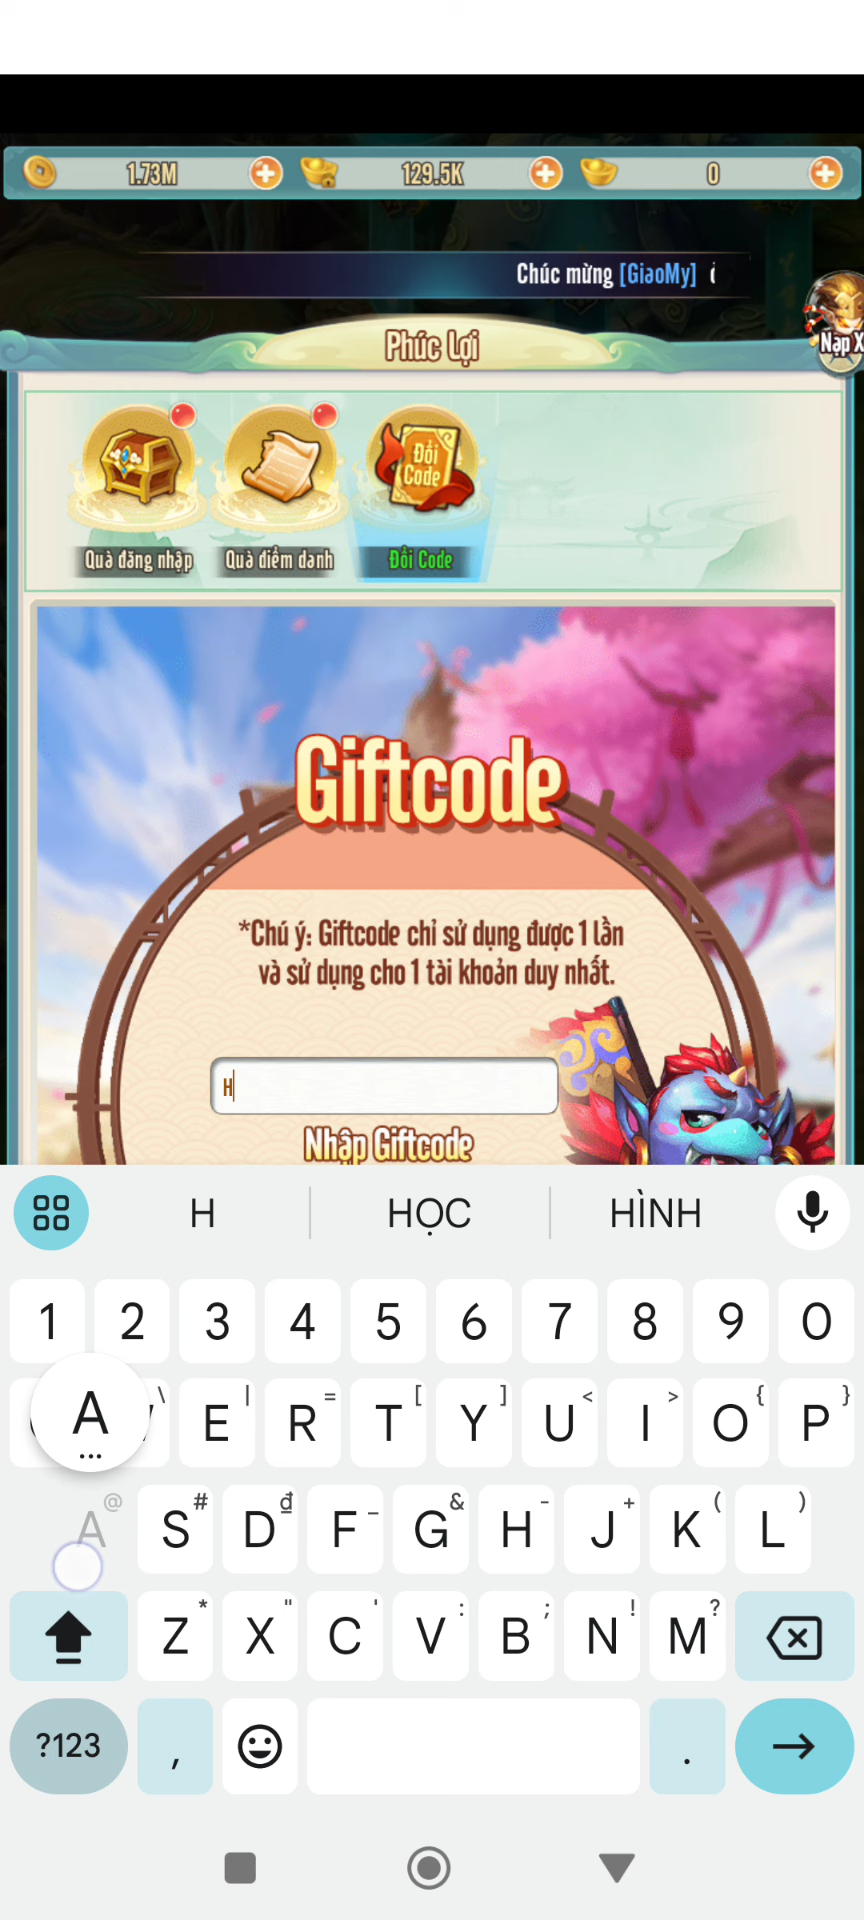 1.73M 129.5K 0
Chúc mừng [GiaoMy]
Nạp X
Phúc Lợi
Đổi
Code
Quà đăng nhập Quà điểm danh Đổi Code
Giftcode
*Chú ý: Giftcode chỉ sử dụng được 1 lần
và sử dụng cho 1 tài khoản duy nhất.
H
Nhập Giftcode
H HỌC HÌNH
1 2 3 4 5 6 7 8 9 0
A
...
\ | = [ ] < > { }
E R T Y U I O P
@ # đ _ & - + ( )
A S D F G H J K L
* " ' : ; ! ?
Z X C V B N M
?123 , .